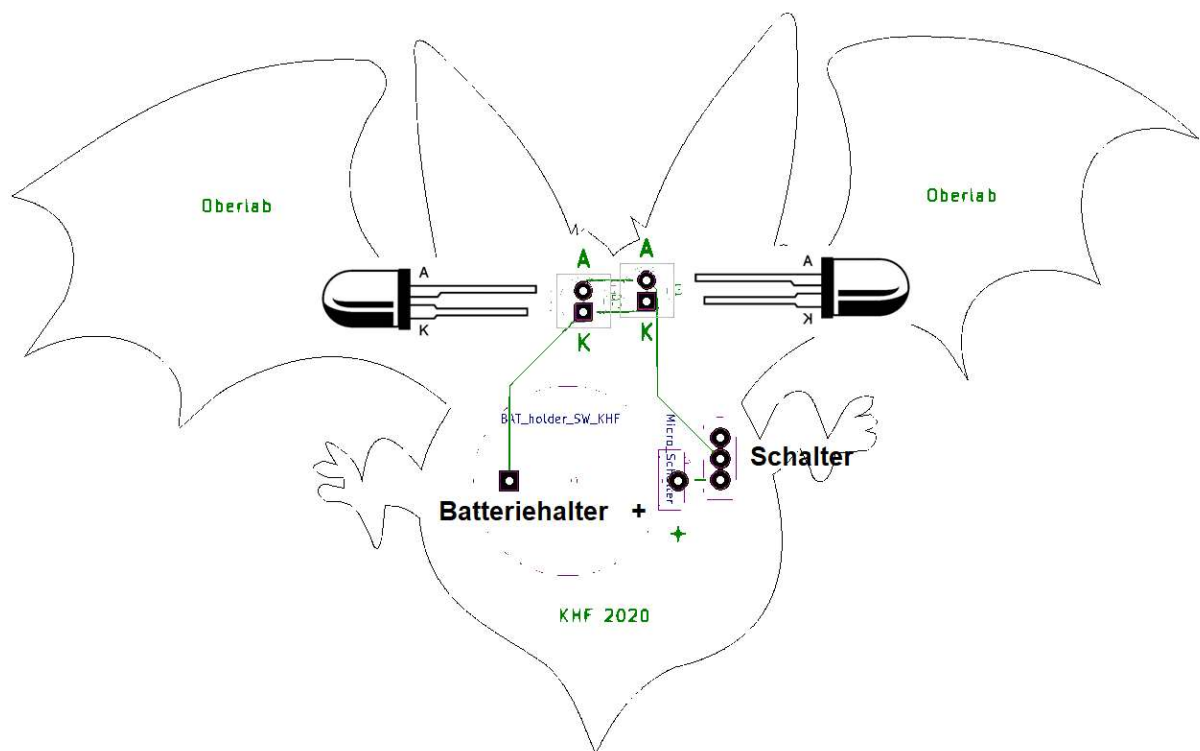 Oberlab
Oberlab
A
A
A
A
K
K
K
K
BAT_holder_SW_KHF
Micro_Schalter
Schalter
Batteriehalter +
+
KHF 2020